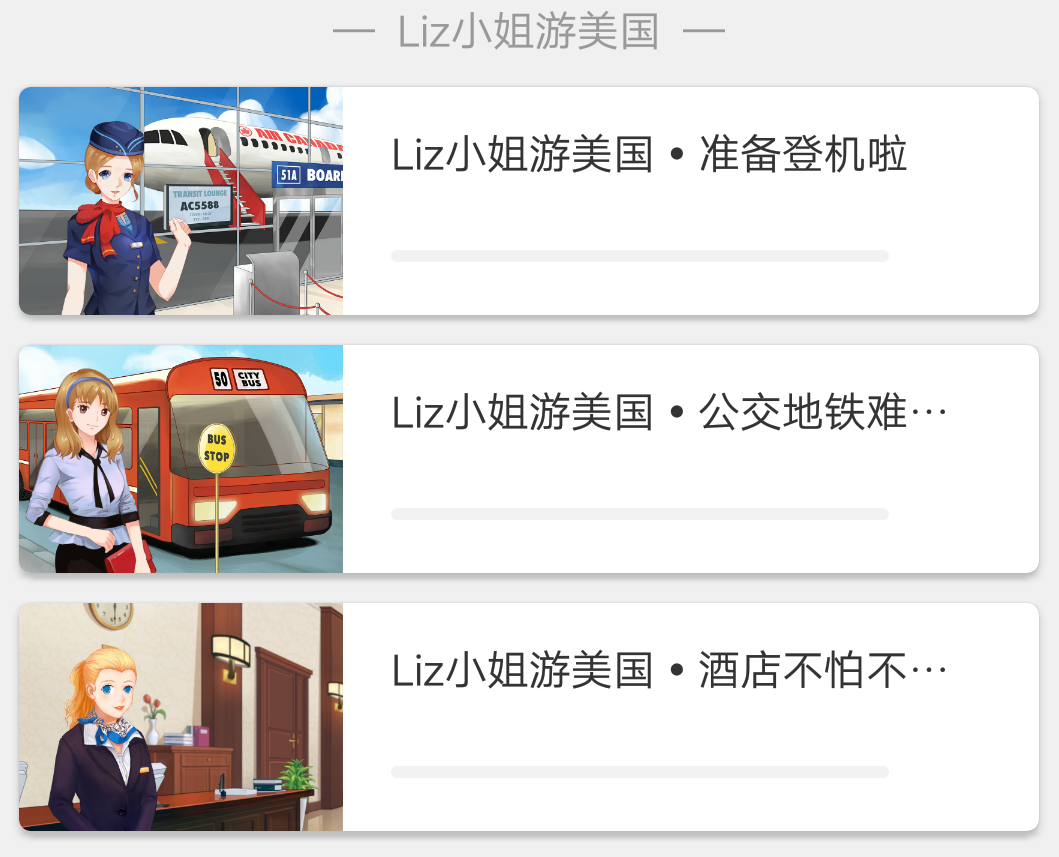 — Liz小姐游美国 —
AIR CANADA
51A BOAR
TRANSIT LOUNGE
AC5588
Liz小姐游美国 • 准备登机啦
50 CITY BUS
BUS
STOP
Liz小姐游美国 • 公交地铁难…
Liz小姐游美国 • 酒店不怕不…